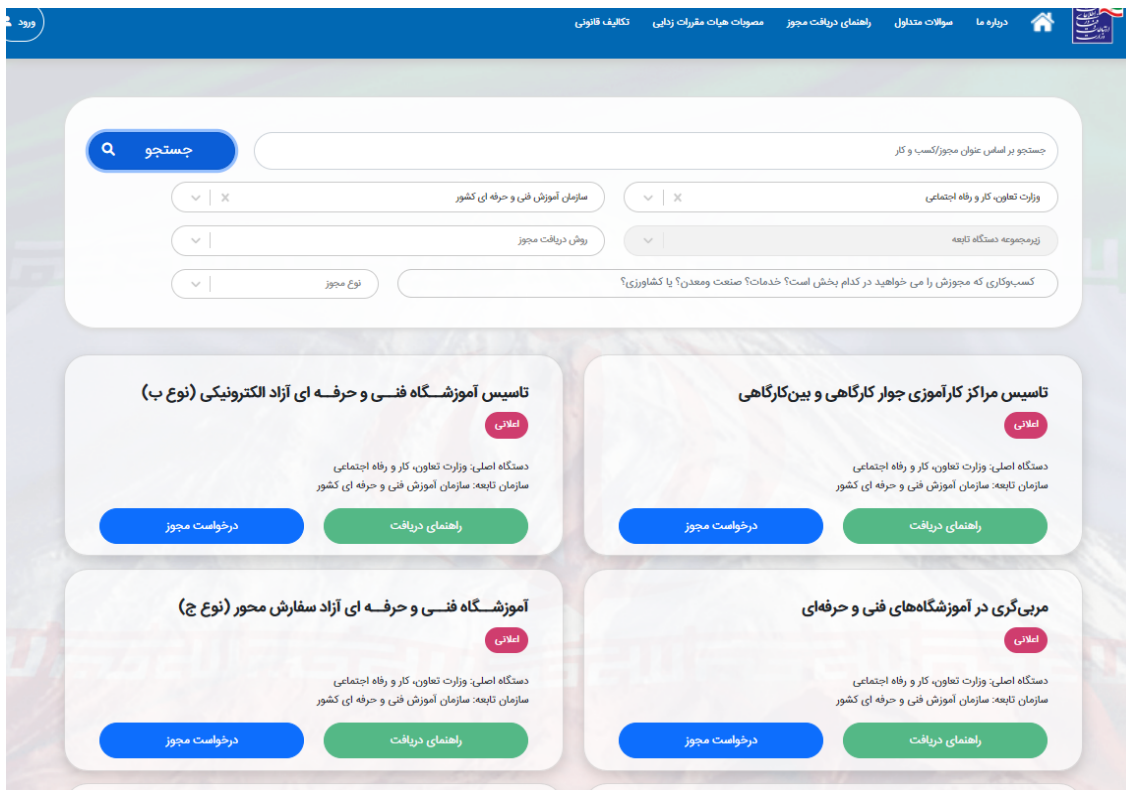 درباره ما
سوالات متداول
راهنمای دریافت مجوز
مصوبات هیات مقررات زدایی
تکالیف قانونی
ورود
جستجو بر اساس عنوان مجوز/کسب و کار
جستجو
وزارت تعاون، کار و رفاه اجتماعی
سازمان آموزش فنی و حرفه ای کشور
زیرمجموعه دستگاه تابعه
روش دریافت مجوز
کسب‌وکاری که مجوزش را می خواهید در کدام بخش است؟ خدمات؟ صنعت ومعدن؟ یا کشاورزی؟
نوع مجوز
تاسیس مراکز کارآموزی جوار کارگاهی و بین‌کارگاهی
اعلانی
دستگاه اصلی: وزارت تعاون، کار و رفاه اجتماعی
سازمان تابعه: سازمان آموزش فنی و حرفه ای کشور
راهنمای دریافت
درخواست مجوز
تاسیس آموزشــگاه فنــی و حرفــه ای آزاد الکترونیکی (نوع ب)
اعلانی
دستگاه اصلی: وزارت تعاون، کار و رفاه اجتماعی
سازمان تابعه: سازمان آموزش فنی و حرفه ای کشور
راهنمای دریافت
درخواست مجوز
مربی‌گری در آموزشگاه‌های فنی و حرفه‌ای
اعلانی
دستگاه اصلی: وزارت تعاون، کار و رفاه اجتماعی
سازمان تابعه: سازمان آموزش فنی و حرفه ای کشور
راهنمای دریافت
درخواست مجوز
آموزشــگاه فنــی و حرفــه ای آزاد سفارش محور (نوع ج)
اعلانی
دستگاه اصلی: وزارت تعاون، کار و رفاه اجتماعی
سازمان تابعه: سازمان آموزش فنی و حرفه ای کشور
راهنمای دریافت
درخواست مجوز